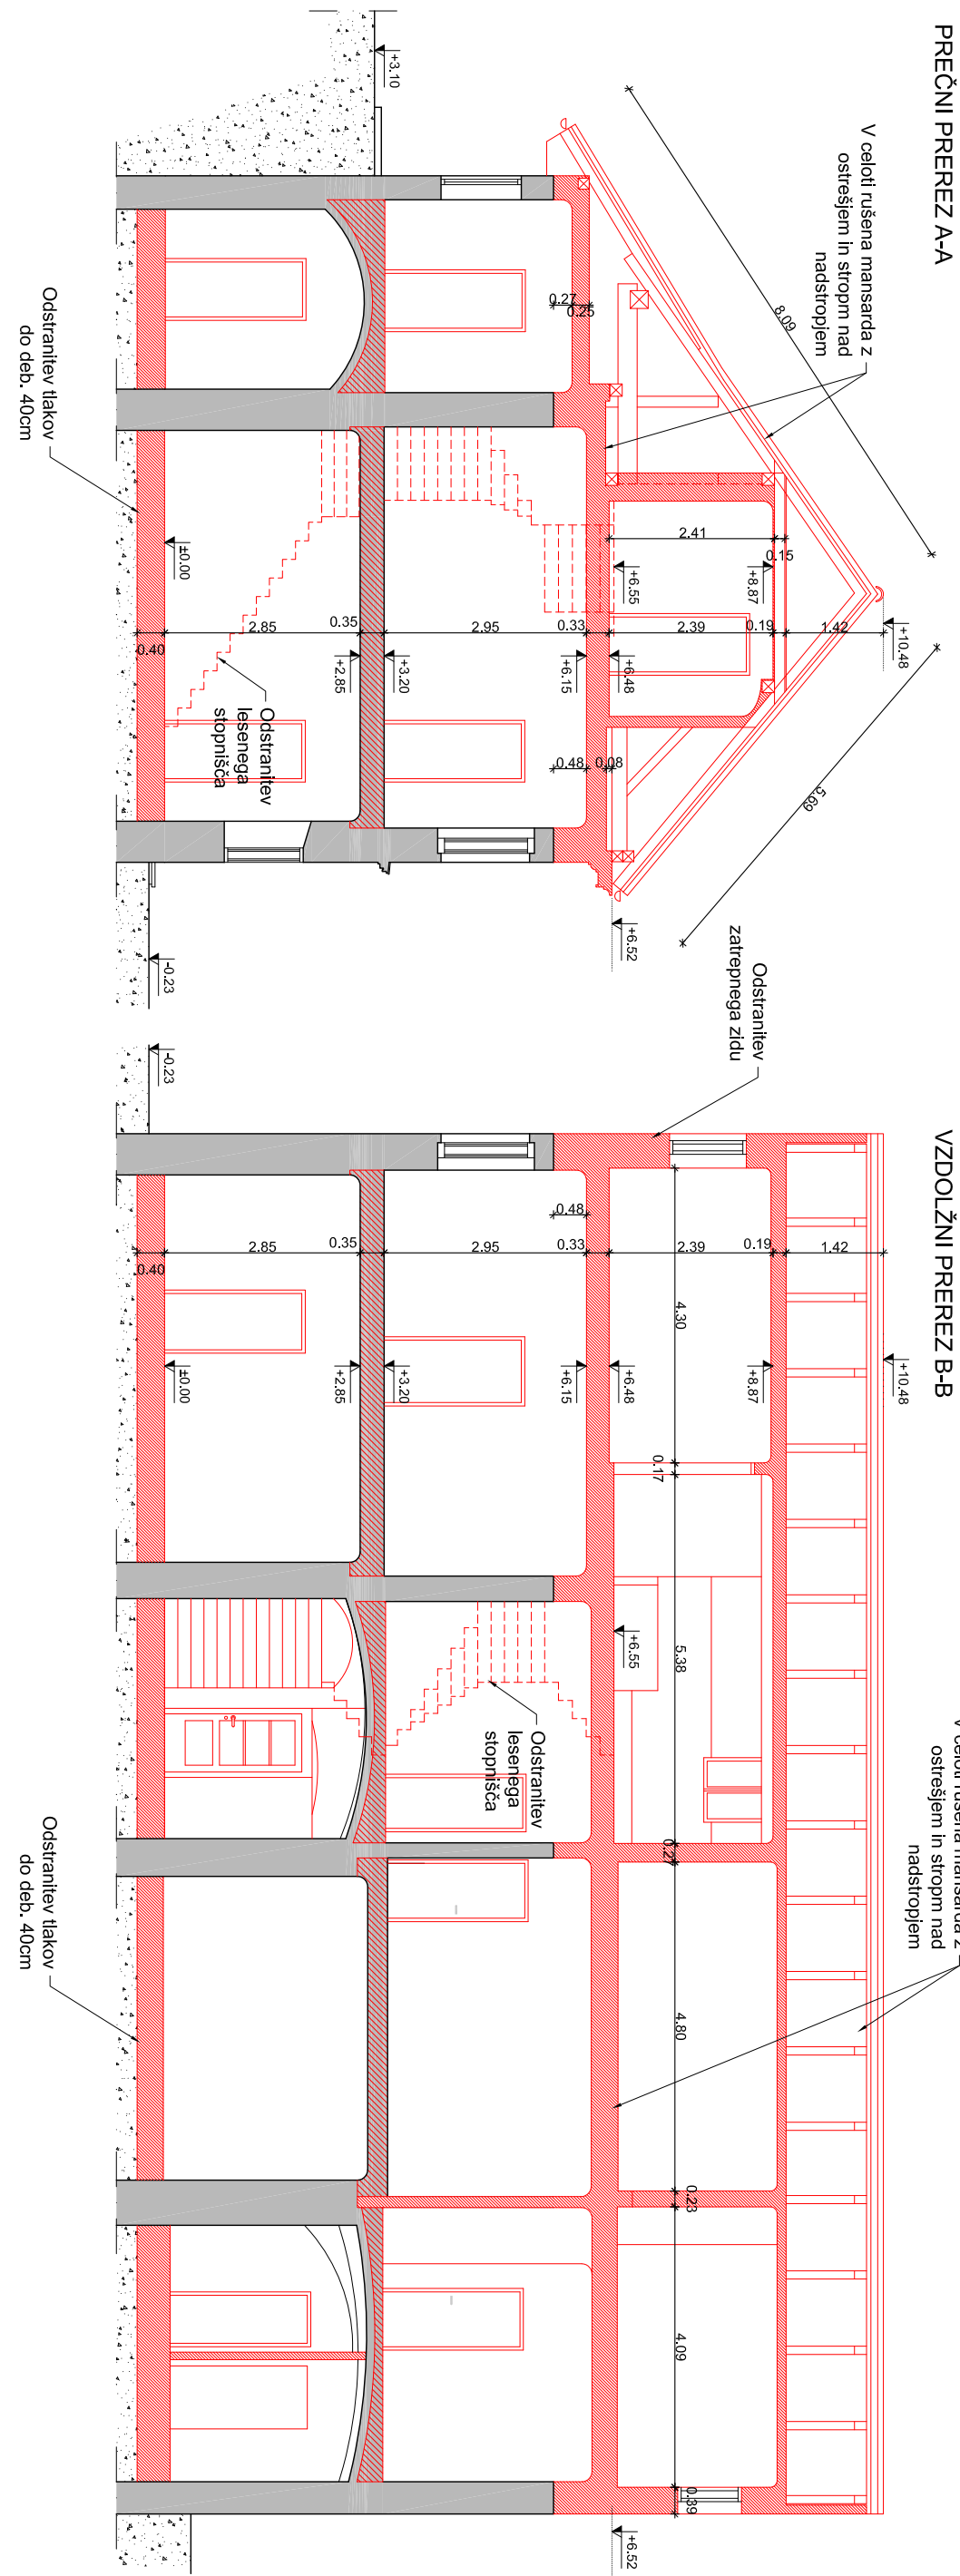 PREČNI PREREZ A-A
V celoti rušena mansarda z
ostrešjem in stropm nad
nadstropjem
8.09
5.69
+3.10
0.27
0.25
2.41
0.15
+6.55
+8.87
+10.48
±0.00
0.40
2.85
0.35
2.95
0.33
2.39
0.19
1.42
+2.85
+3.20
+6.15
+6.48
0.48
0.08
+6.52
-0.23
Odstranitev tlakov
do deb. 40cm
Odstranitev
lesenega
stopnišča
VZDOLŽNI PREREZ B-B
Odstranitev
zatrepnega zidu
-0.23
0.48
0.40
2.85
0.35
2.95
0.33
2.39
0.19
1.42
±0.00
+2.85
+3.20
+6.15
+6.48
+8.87
+10.48
4.30
0.17
5.38
+6.55
0.27
4.80
0.23
4.09
0.39
+6.52
Odstranitev
lesenega
stopnišča
V celoti rušena mansarda z
ostrešjem in stropm nad
nadstropjem
Odstranitev tlakov
do deb. 40cm